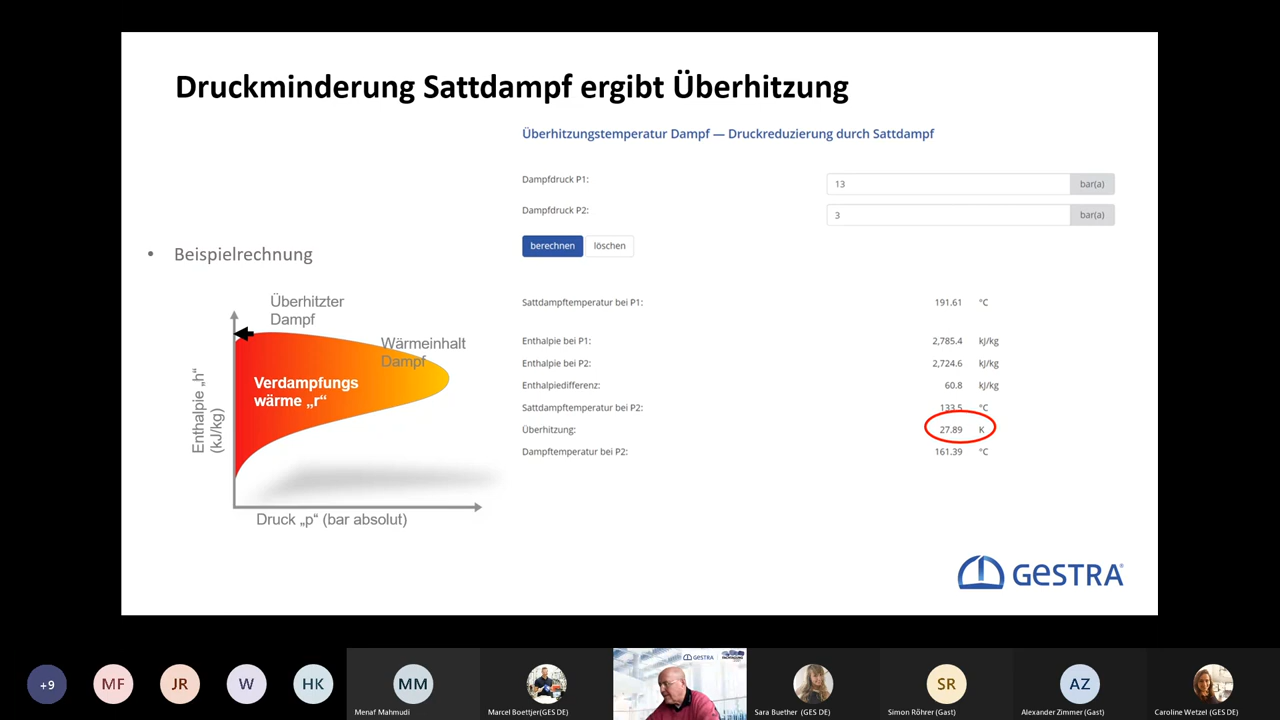 Druckminderung Sattdampf ergibt Überhitzung
Überhitzungstemperatur Dampf — Druckreduzierung durch Sattdampf
Dampfdruck P1: 13 bar(a)
Dampfdruck P2: 3 bar(a)
berechnen löschen
• Beispielrechnung
Überhitzter
Dampf
Wärmeinhalt
Dampf
Verdampfungs
wärme „r“
Enthalpie „h“
(kJ/kg)
Druck „p“ (bar absolut)
Sattdampftemperatur bei P1: 191.61 °C
Enthalpie bei P1: 2,785.4 kJ/kg
Enthalpie bei P2: 2,724.6 kJ/kg
Enthalpiedifferenz: 60.8 kJ/kg
Sattdampftemperatur bei P2: 133.5 °C
Überhitzung: 27.89 K
Dampftemperatur bei P2: 161.39 °C
GESTRA
+9 MF JR W HK MM SR AZ
GESTRA
Menaf Mahmudi Marcel Boettjer(GES DE) Sara Buether (GES DE) Simon Röhrer (Gast) Alexander Zimmer (Gast) Caroline Wetzel (GES DE)